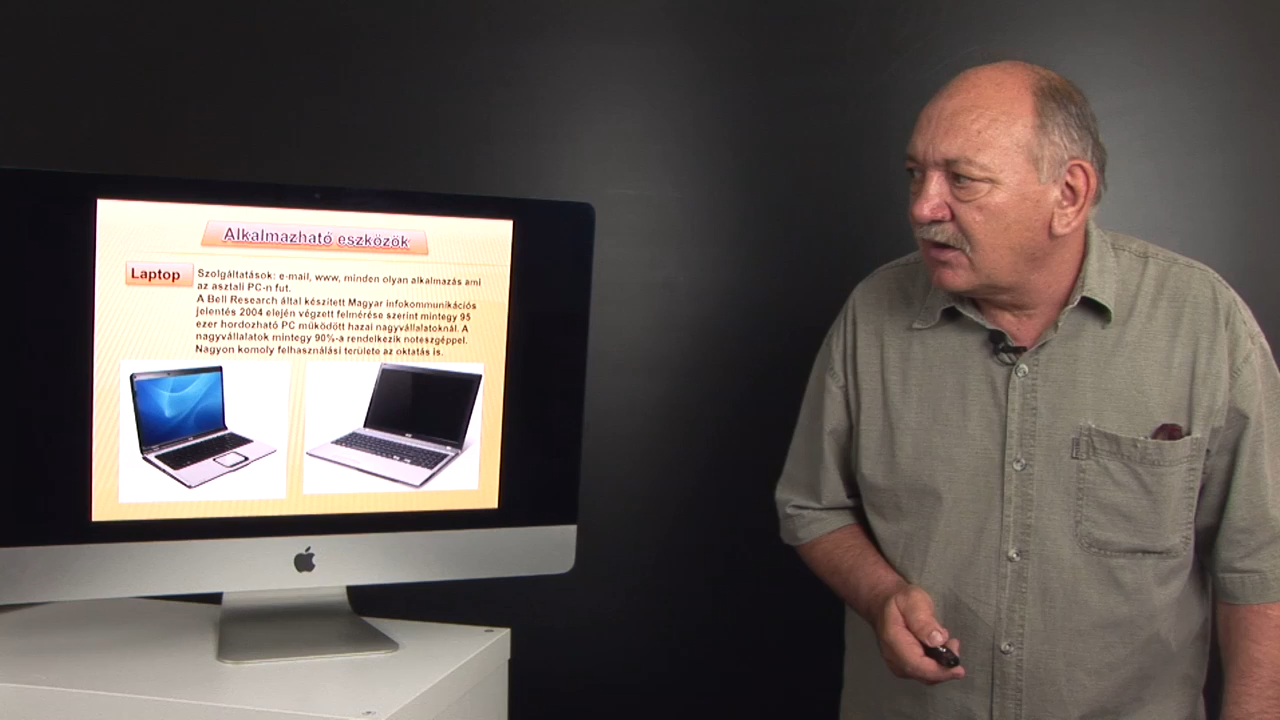 Alkalmazható eszközök
Laptop
Szolgáltatások: e-mail, www, minden olyan alkalmazás ami
az asztali PC-n fut.
A Bell Research által készített Magyar infokommunikációs
jelentés 2004 elején végzett felmérése szerint mintegy 95
ezer hordozható PC működött hazai nagyvállalatoknál. A
nagyvállalatok mintegy 90%-a rendelkezik noteszgéppel.
Nagyon komoly felhasználási területe az oktatás is.